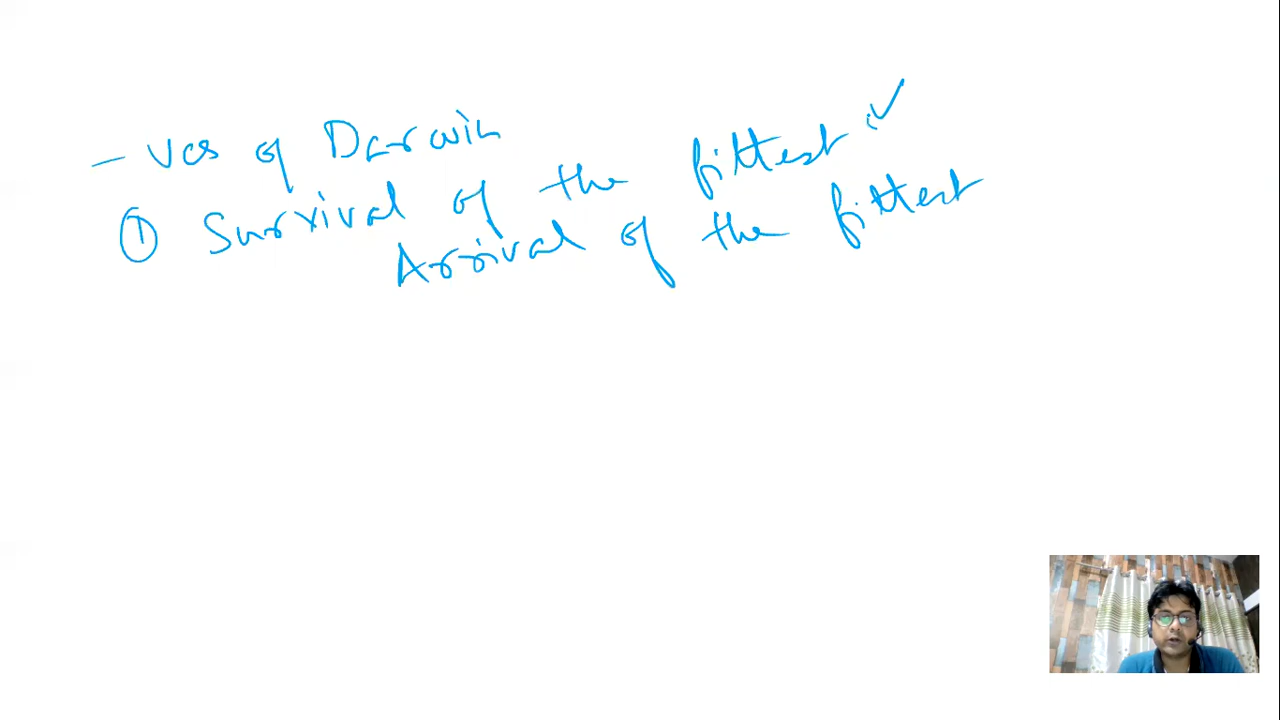 - ves of Darwin
① Survival of the fittest ✓
Arrival of the fittest